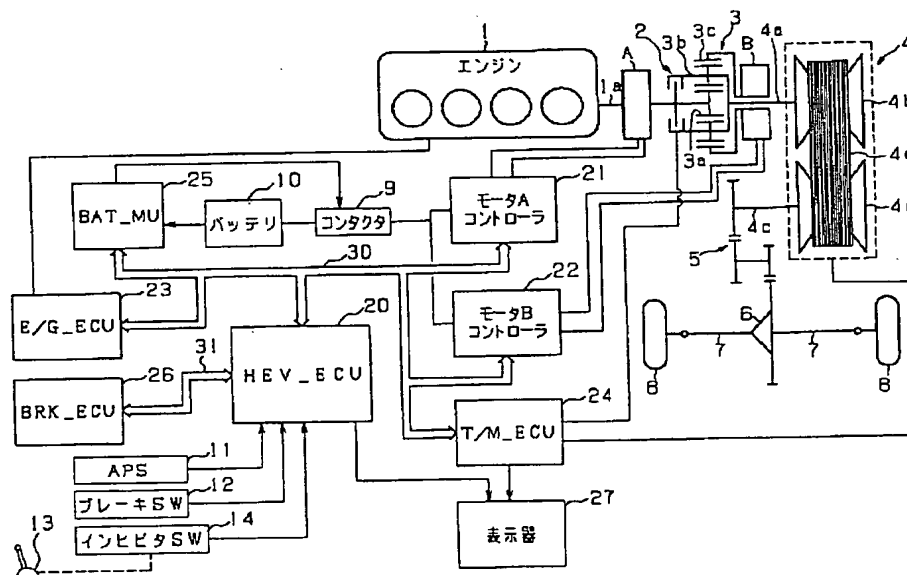 1
エンジン
1a
A
2
3b
3c
3
B
4a
4
4b
4e
3a
25
BAT_MU
10
バッテリ
9
コンタクタ
21
モータA
コントローラ
4c
5
30
22
モータB
コントローラ
23
E/G_ECU
20
HEV_ECU
6
7
7
8
8
31
26
BRK_ECU
24
T/M_ECU
11
APS
12
ブレーキSW
14
インヒビタSW
13
27
表示器